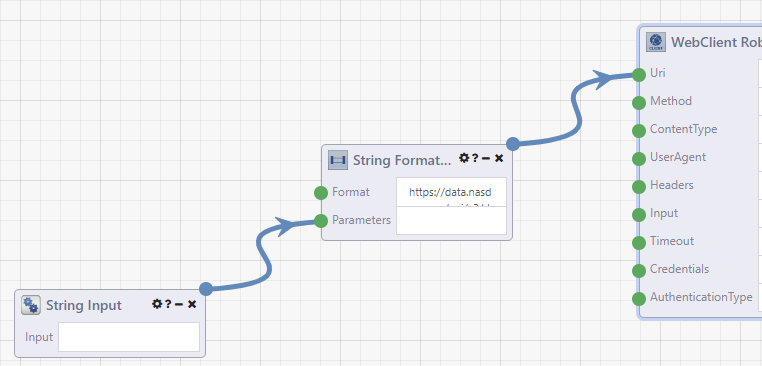 WebClient Rob
CLIENT
Uri
Method
ContentType
UserAgent
Headers
Input
Timeout
Credentials
AuthenticationType
String Format...
Format
https://data.nasd
Parameters
String Input
Input